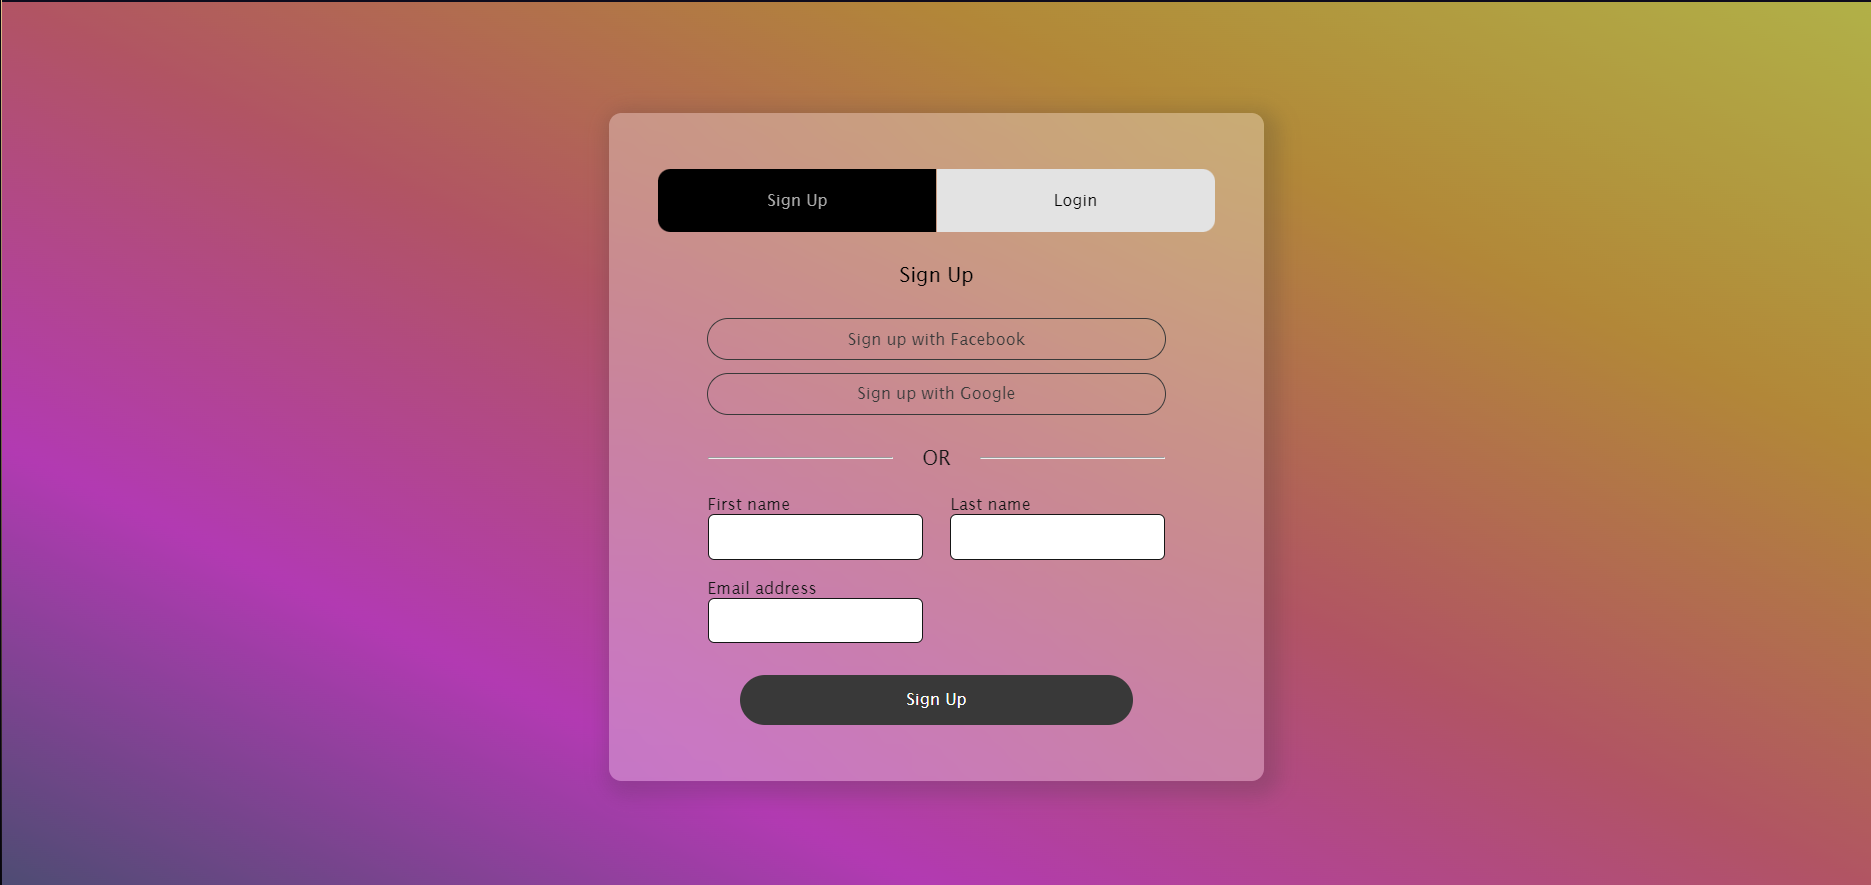 Sign Up Login
Sign Up
Sign up with Facebook
Sign up with Google
OR
First name Last name
Email address
Sign Up